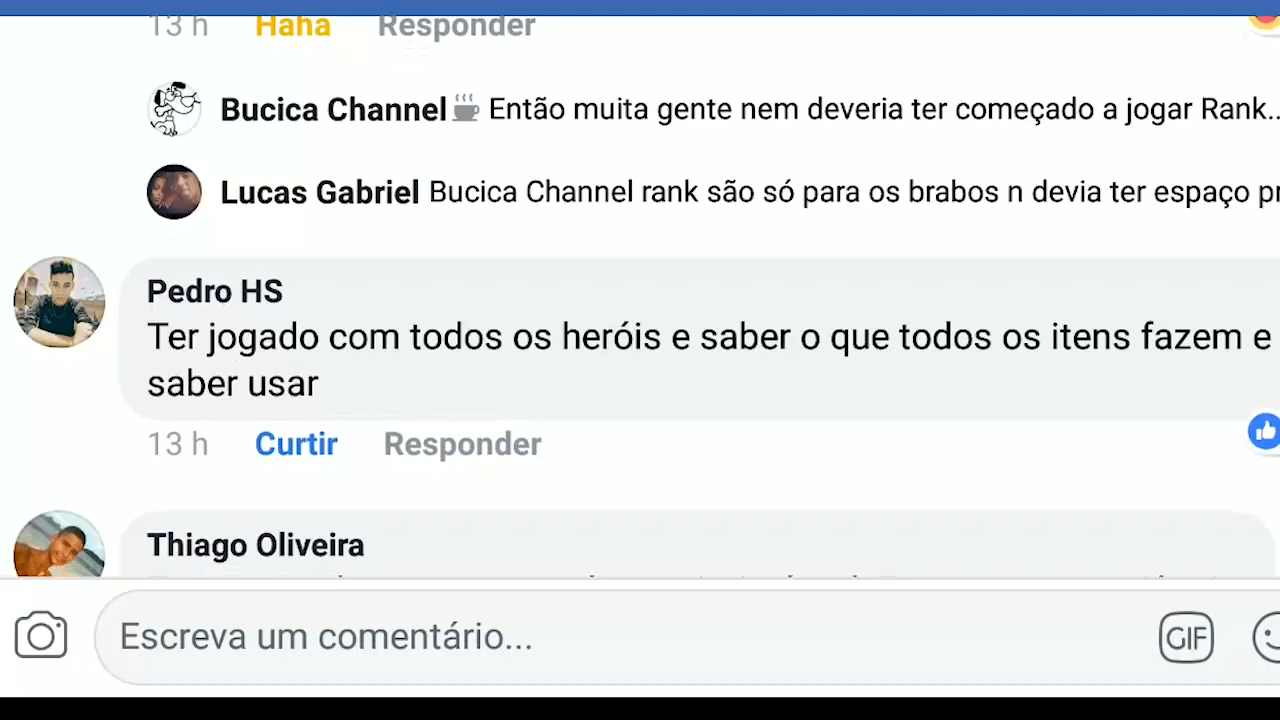 13 h Haha Responder
Bucica Channel☕ Então muita gente nem deveria ter começado a jogar Rank..
Lucas Gabriel Bucica Channel rank são só para os brabos n devia ter espaço pr
Pedro HS
Ter jogado com todos os heróis e saber o que todos os itens fazem e
saber usar
13 h Curtir Responder
Thiago Oliveira
Escreva um comentário...
GIF